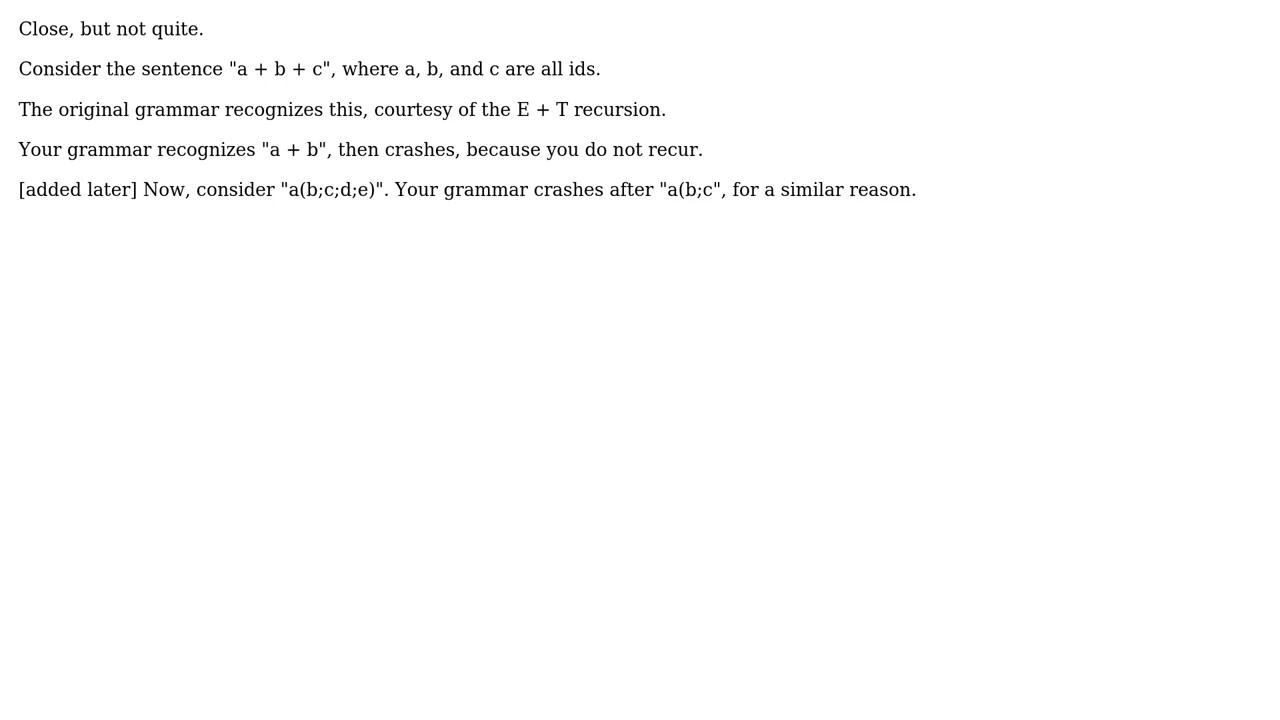 Close, but not quite.
Consider the sentence "a + b + c", where a, b, and c are all ids.
The original grammar recognizes this, courtesy of the E + T recursion.
Your grammar recognizes "a + b", then crashes, because you do not recur.
[added later] Now, consider "a(b;c;d;e)". Your grammar crashes after "a(b;c", for a similar reason.